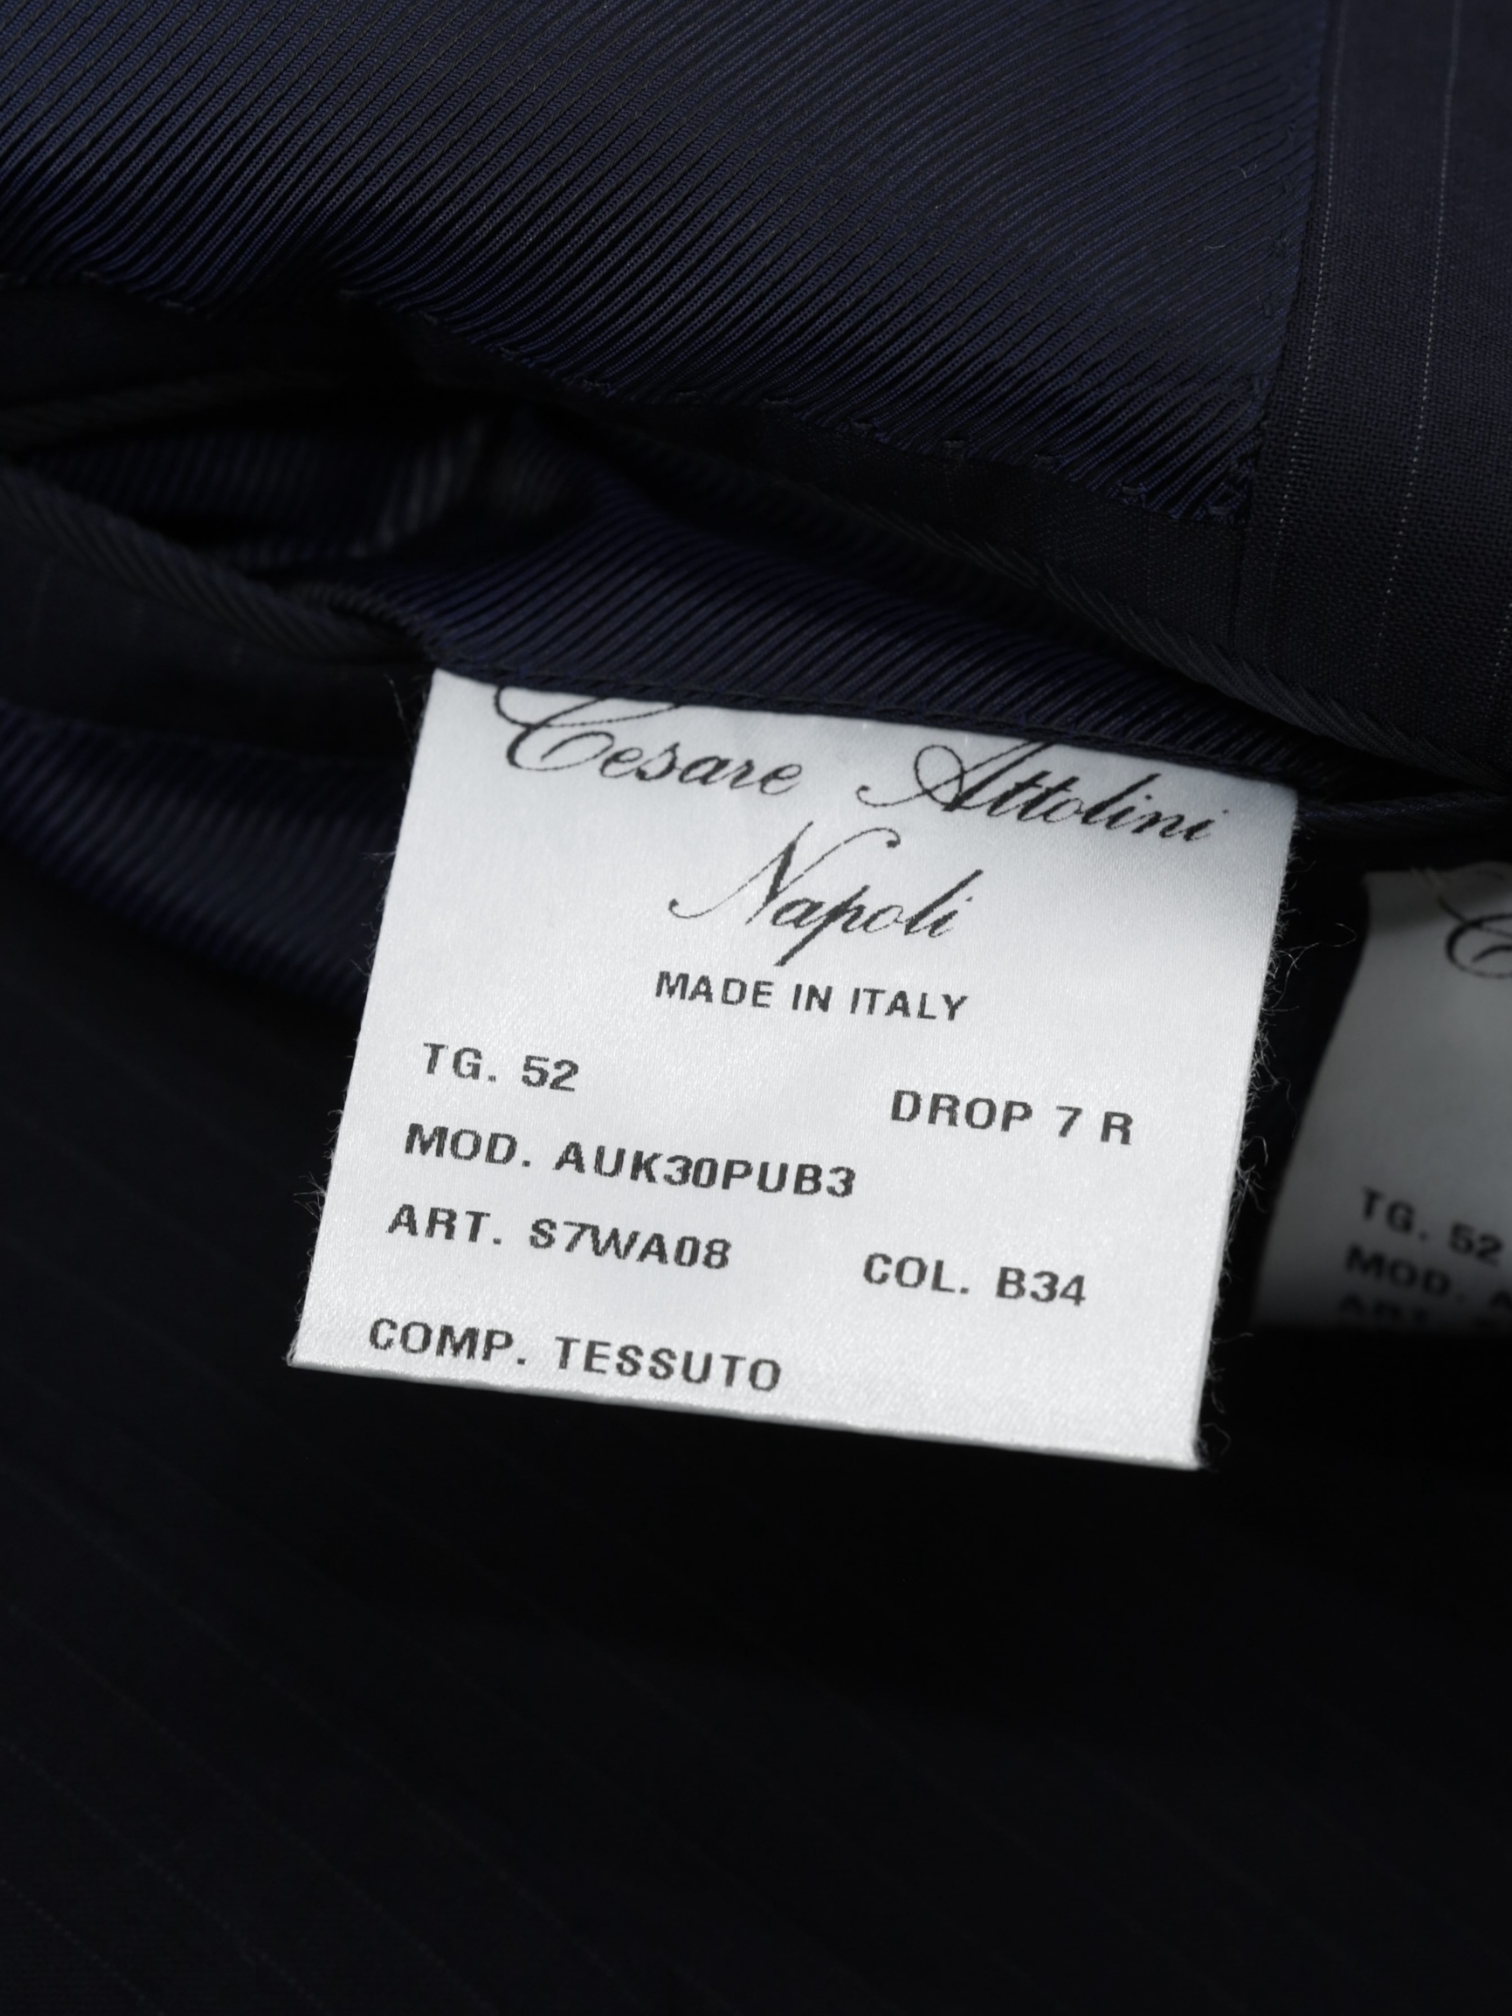 Cesare Attolini
Napoli
MADE IN ITALY
TG. 52 DROP 7 R
MOD. AUK30PUB3
ART. S7WA08 COL. B34
COMP. TESSUTO
TG. 52
MOD.
ART.